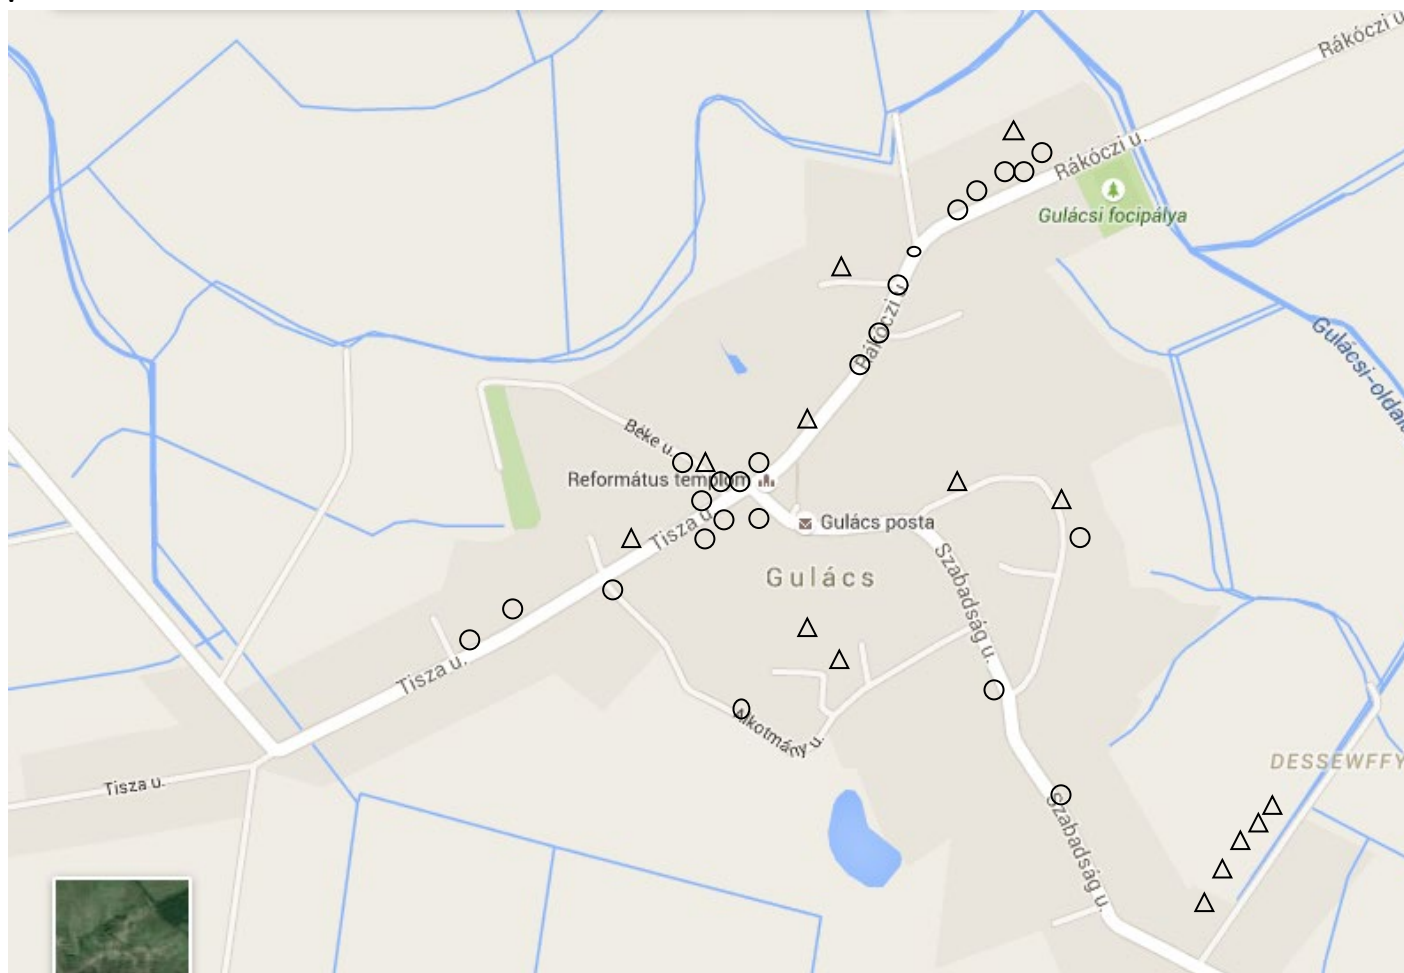 Rákóczi u
Rákóczi u.
Gulácsi focipálya
Rákóczi u
Gulácsi-oldal
Béke u.
Református templom
Tisza u.
Gulács posta
Gulács
Szabadság u.
Tisza u.
Alkotmány u.
DESSEWFFY
Tisza u.
Szabadság u.